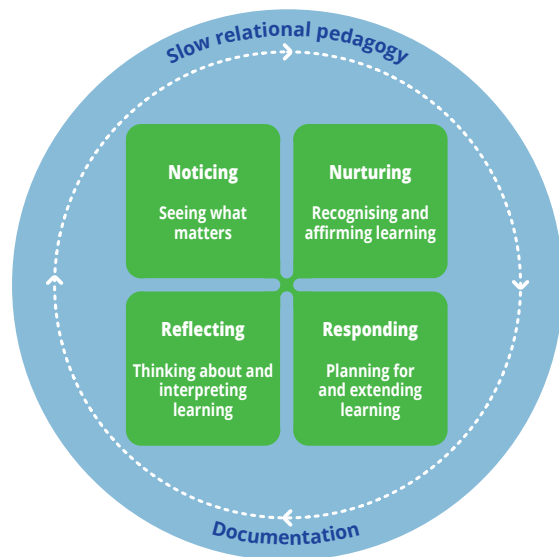 Slow relational pedagogy
Noticing
Seeing what
matters
Nurturing
Recognising and
affirming learning
Reflecting
Thinking about and
interpreting
learning
Responding
Planning for
and extending
learning
Documentation